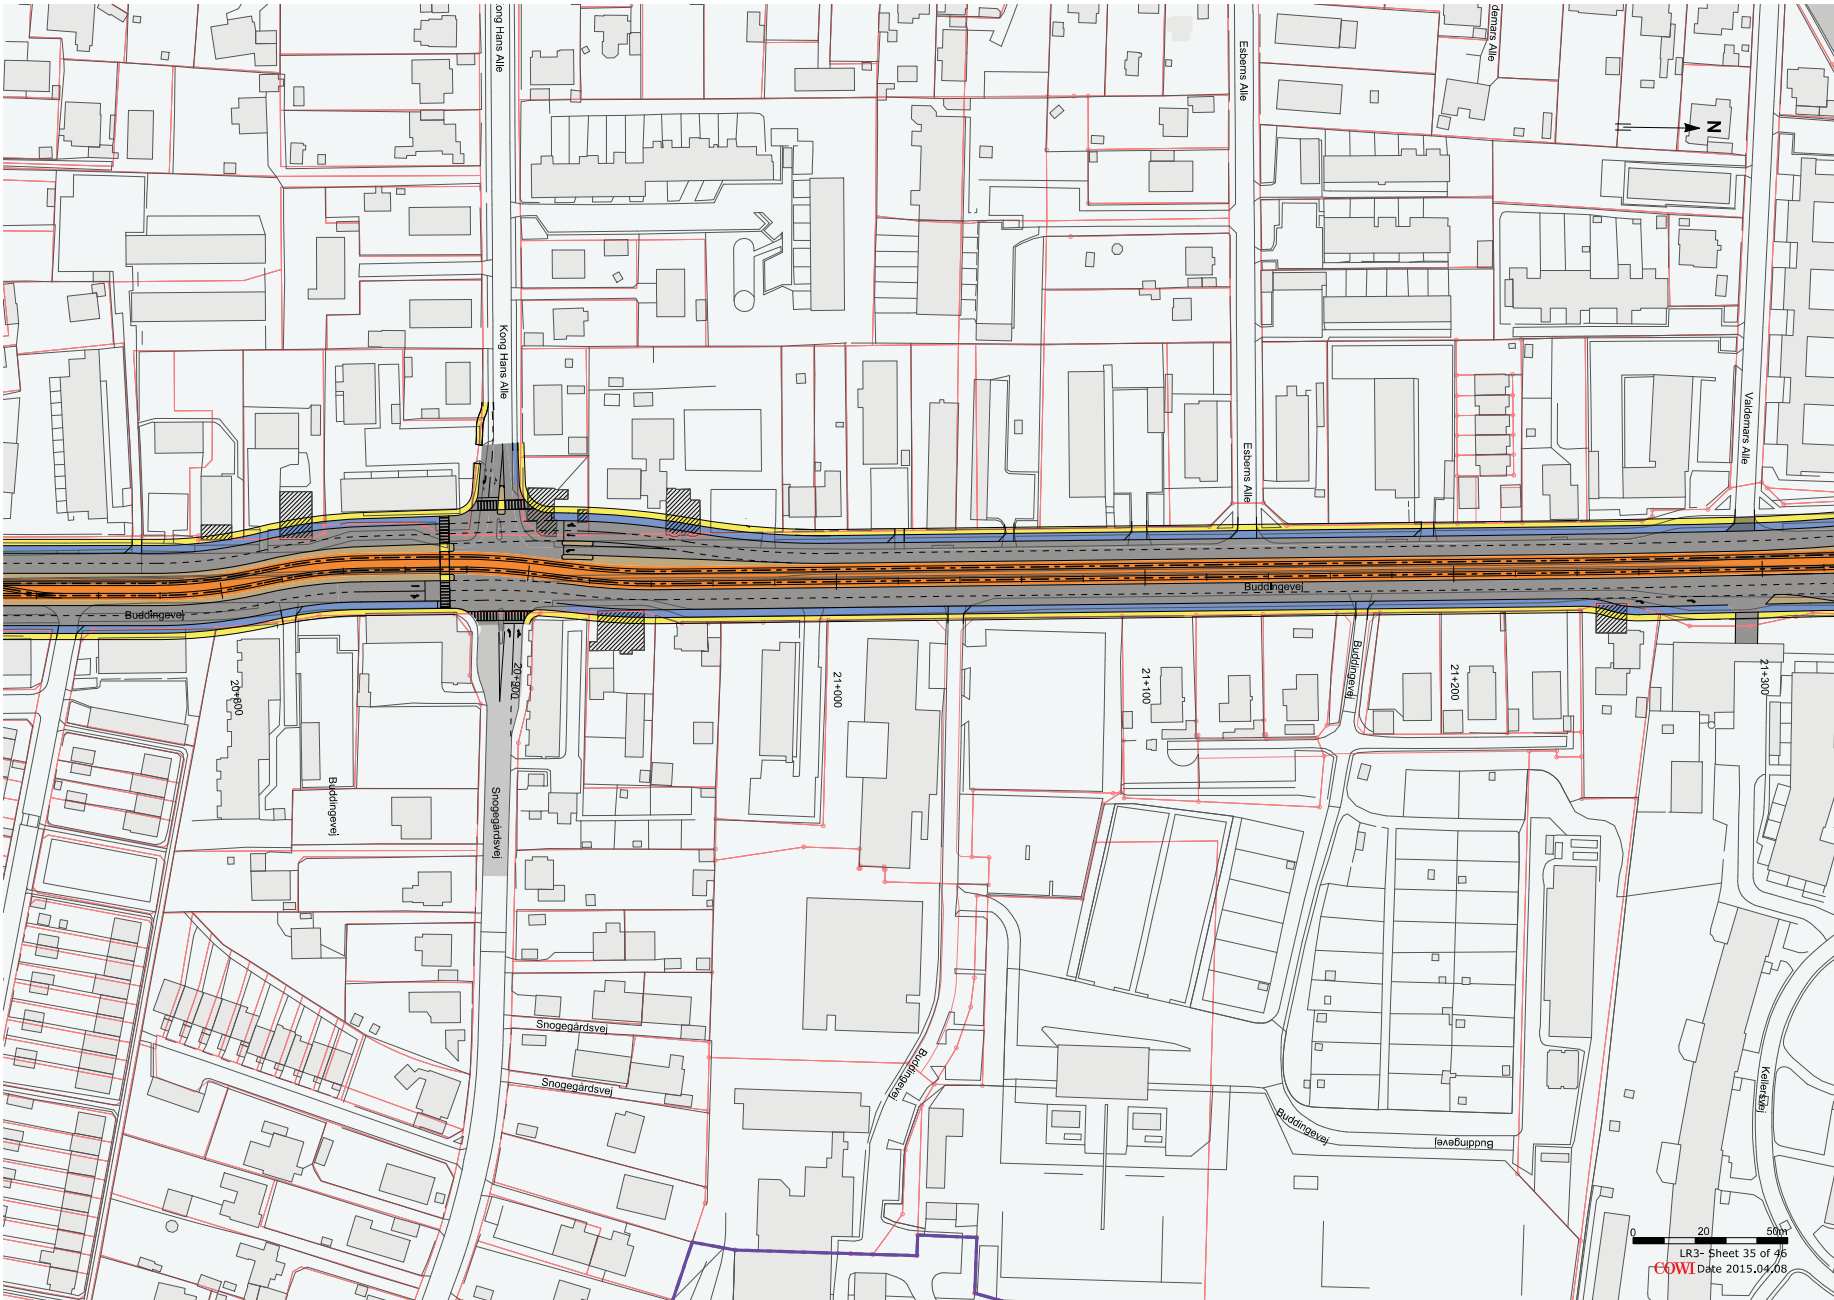 ong Hans Alle
Esberns Alle
demars Alle
N
Kong Hans Alle
Valdemars Alle
Esberns Alle
Buddingevej
Buddingevej
20+800
20+900
21+000
21+100
Buddingevej
21+200
21+300
Buddingevej
Snogegårdsvej
Snogegårdsvej
Snogegårdsvej
Buddingevej
Buddingevej
Buddingevej
Kellersvej
0 20 50m
LR3- Sheet 35 of 46
COWI Date 2015.04.08